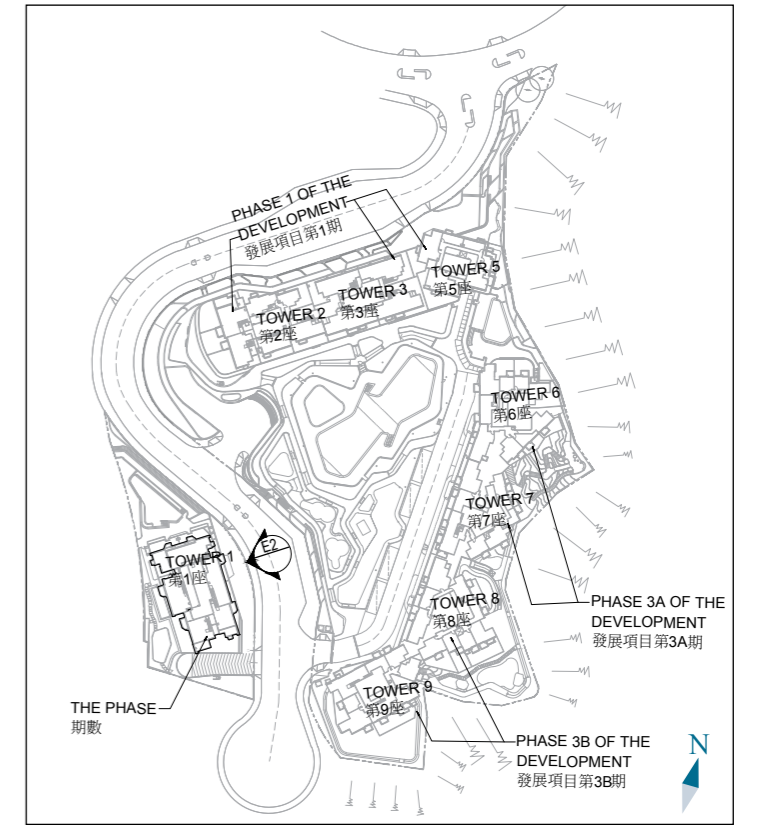 PHASE 1 OF THE
DEVELOPMENT
發展項目第1期
TOWER 5
第5座
TOWER 3
第3座
TOWER 2
第2座
TOWER 6
第6座
TOWER 7
第7座
E2
TOWER 1
第1座
TOWER 8
第8座
PHASE 3A OF THE
DEVELOPMENT
發展項目第3A期
TOWER 9
第9座
THE PHASE
期數
PHASE 3B OF THE
DEVELOPMENT
發展項目第3B期
N